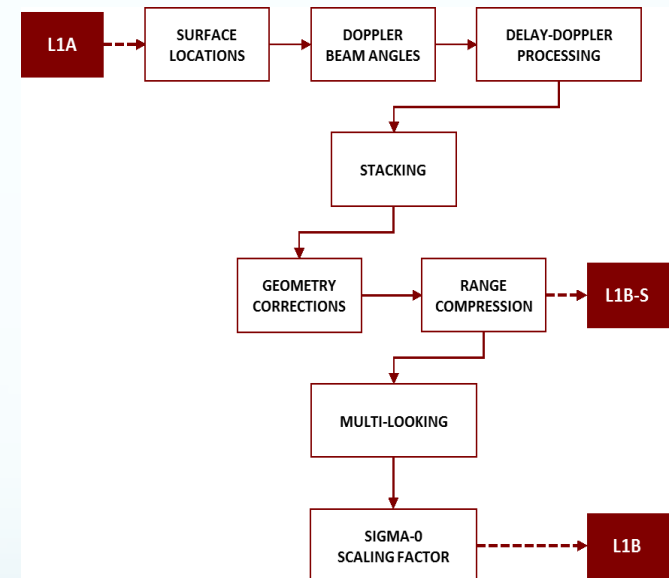 L1A
SURFACE
LOCATIONS
DOPPLER
BEAM ANGLES
DELAY-DOPPLER
PROCESSING
STACKING
GEOMETRY
CORRECTIONS
RANGE
COMPRESSION
L1B-S
MULTI-LOOKING
SIGMA-0
SCALING FACTOR
L1B